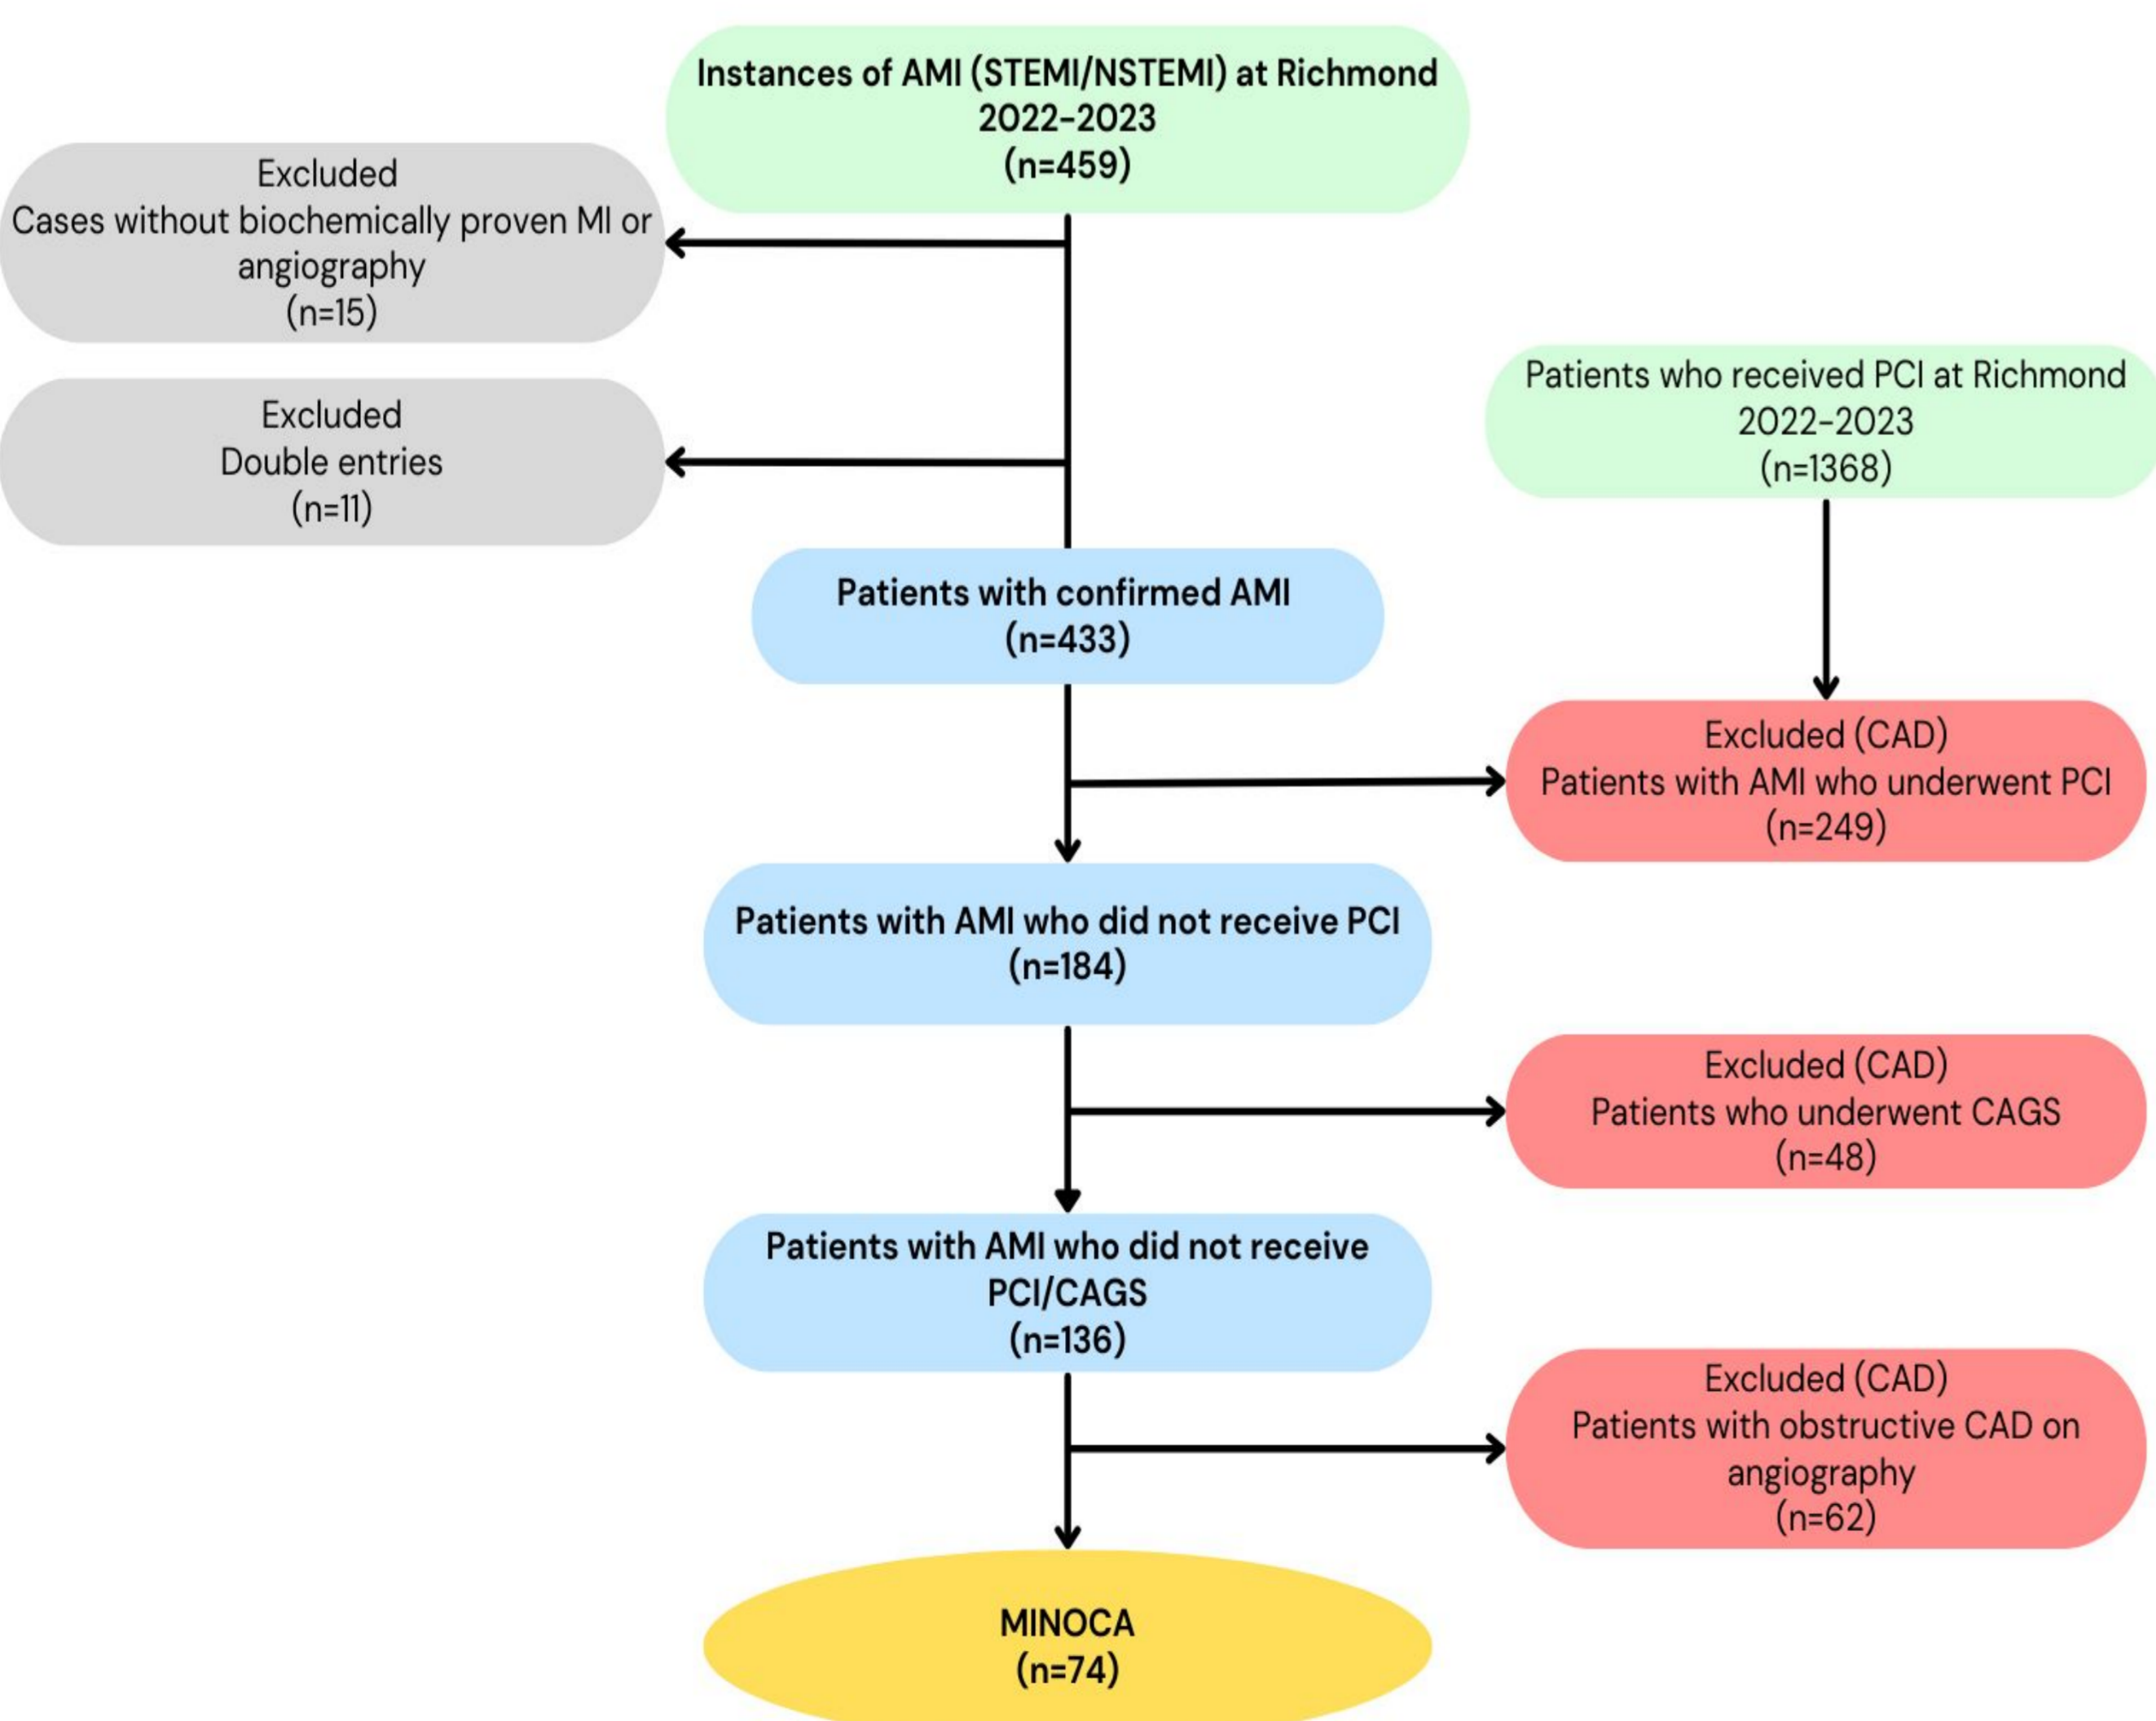 Instances of AMI (STEMI/NSTEMI) at Richmond
2022-2023
(n=459)
Excluded
Cases without biochemically proven MI or
angiography
(n=15)
Excluded
Double entries
(n=11)
Patients who received PCI at Richmond
2022-2023
(n=1368)
Patients with confirmed AMI
(n=433)
Excluded (CAD)
Patients with AMI who underwent PCI
(n=249)
Patients with AMI who did not receive PCI
(n=184)
Excluded (CAD)
Patients who underwent CAGS
(n=48)
Patients with AMI who did not receive
PCI/CAGS
(n=136)
Excluded (CAD)
Patients with obstructive CAD on
angiography
(n=62)
MINOCA
(n=74)